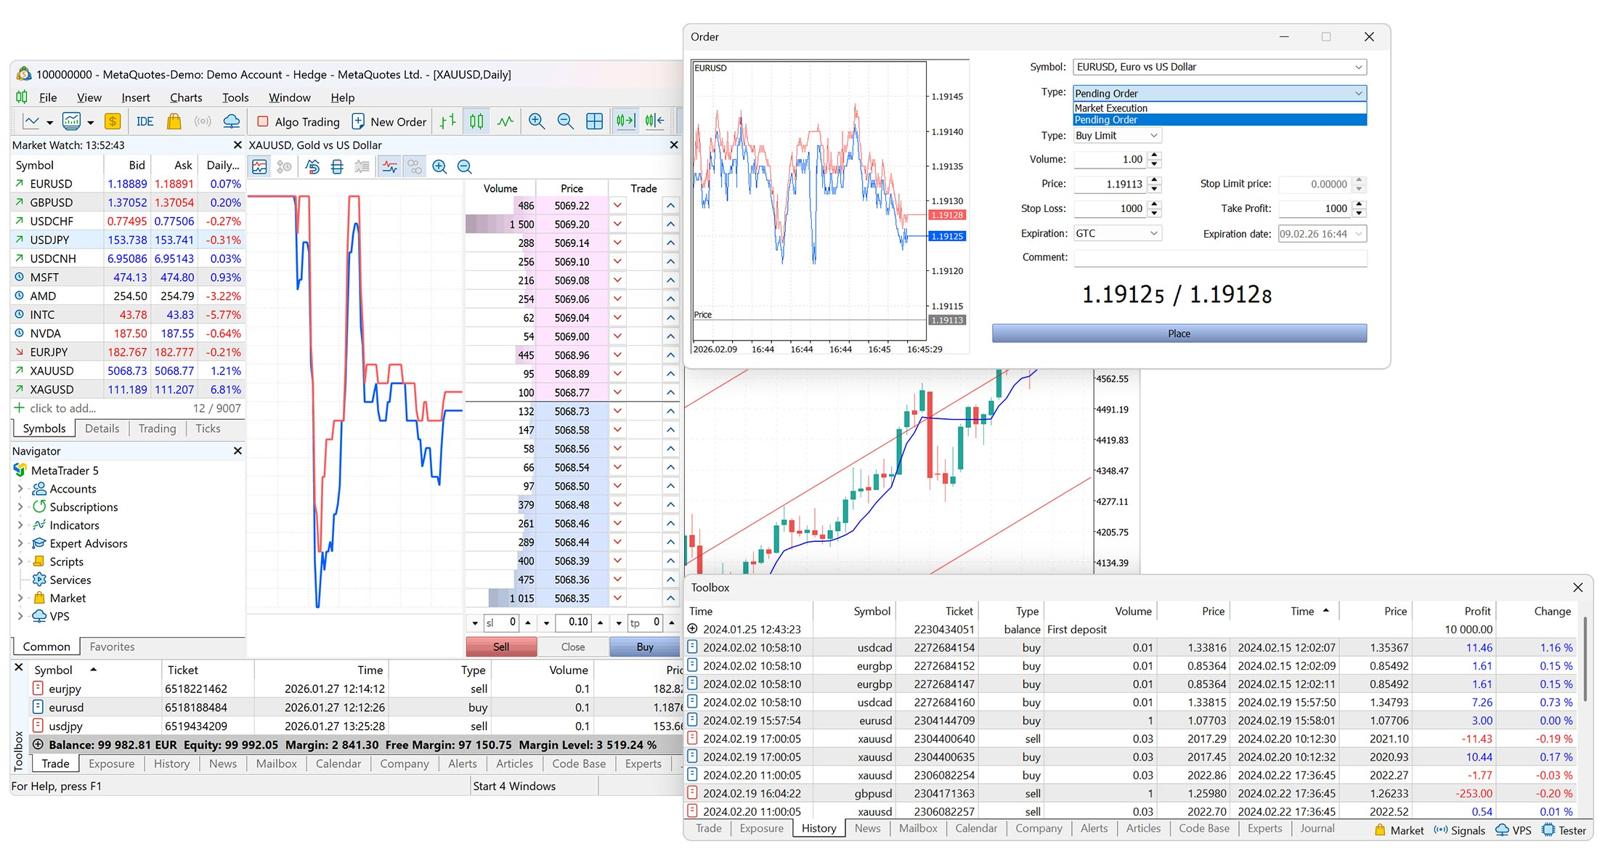 100000000 - MetaQuotes-Demo: Demo Account - Hedge - MetaQuotes Ltd. - [XAUUSD,Daily]
File View Insert Charts Tools Window Help
IDE Algo Trading New Order
Market Watch: 13:52:43
Symbol Bid Ask Daily...
EURUSD 1.18889 1.18891 0.07%
GBPUSD 1.37052 1.37054 0.20%
USDCHF 0.77495 0.77506 -0.27%
USDJPY 153.738 153.741 -0.31%
USDCNH 6.95086 6.95143 0.03%
MSFT 474.13 474.80 0.93%
AMD 254.50 254.79 -3.22%
INTC 43.78 43.83 -5.77%
NVDA 187.50 187.55 -0.64%
EURJPY 182.767 182.777 -0.21%
XAUUSD 5068.73 5068.77 1.21%
XAGUSD 111.189 111.207 6.81%
click to add... 12 / 9007
Symbols Details Trading Ticks
Navigator
MetaTrader 5
Accounts
Subscriptions
Indicators
Expert Advisors
Scripts
Services
Market
VPS
Common Favorites
XAUUSD, Gold vs US Dollar
Volume Price Trade
486 5069.22
1 500 5069.20
288 5069.14
256 5069.10
216 5069.08
254 5069.06
62 5069.04
54 5069.00
445 5068.96
95 5068.89
100 5068.77
132 5068.73
147 5068.58
58 5068.56
66 5068.54
97 5068.50
379 5068.48
261 5068.46
289 5068.44
400 5068.39
475 5068.36
1 015 5068.35
sl 0 0.10 tp 0
Sell Close Buy
Symbol Ticket Time Type Volume Pric
eurjpy 6518221462 2026.01.27 12:14:12 sell 0.1 182.82
eurusd 6518188484 2026.01.27 12:12:26 buy 0.1 1.1876
usdjpy 6519434209 2026.01.27 13:25:28 sell 0.1 153.66
Balance: 99 982.81 EUR Equity: 99 992.05 Margin: 2 841.30 Free Margin: 97 150.75 Margin Level: 3 519.24 %
Toolbox
Trade Exposure History News Mailbox Calendar Company Alerts Articles Code Base Experts
For Help, press F1 Start 4 Windows
Order
EURUSD
1.19145
1.19140
1.19135
1.19130
1.19128
1.19125
1.19120
1.19115
Price
1.19113
2026.02.09 16:44 16:44 16:44 16:45 16:45:29
Symbol: EURUSD, Euro vs US Dollar
Type: Pending Order
Market Execution
Pending Order
Type: Buy Limit
Volume: 1.00
Price: 1.19113 Stop Limit price: 0.00000
Stop Loss: 1000 Take Profit: 1000
Expiration: GTC Expiration date: 09.02.26 16:44
Comment:
1.19125 / 1.19128
Place
4562.55
4491.19
4419.83
4348.47
4277.11
4205.75
4134.39
Toolbox
Time Symbol Ticket Type Volume Price Time Price Profit Change
2024.01.25 12:43:23 2230434051 balance First deposit 10 000.00
2024.02.02 10:58:10 usdcad 2272684154 buy 0.01 1.33816 2024.02.15 12:02:07 1.35367 11.46 1.16 %
2024.02.02 10:58:10 eurgbp 2272684152 buy 0.01 0.85364 2024.02.15 12:02:09 0.85492 1.61 0.15 %
2024.02.02 10:58:10 eurgbp 2272684147 buy 0.01 0.85364 2024.02.15 12:02:11 0.85492 1.61 0.15 %
2024.02.02 10:58:10 usdcad 2272684160 buy 0.01 1.33815 2024.02.19 15:57:50 1.34793 7.26 0.73 %
2024.02.19 15:57:54 eurusd 2304144709 buy 1 1.07703 2024.02.19 15:58:01 1.07706 3.00 0.00 %
2024.02.19 17:00:05 xauusd 2304400640 sell 0.03 2017.29 2024.02.20 10:12:30 2021.10 -11.43 -0.19 %
2024.02.19 17:00:05 xauusd 2304400635 buy 0.03 2017.45 2024.02.20 10:12:32 2020.93 10.44 0.17 %
2024.02.20 11:00:05 xauusd 2306082254 buy 0.03 2022.86 2024.02.22 17:36:45 2022.27 -1.77 -0.03 %
2024.02.19 16:04:22 gbpusd 2304171363 sell 1 1.25980 2024.02.22 17:36:45 1.26233 -253.00 -0.20 %
2024.02.20 11:00:05 xauusd 2306082257 sell 0.03 2022.70 2024.02.22 17:36:45 2022.52 0.54 0.01 %
Trade Exposure History News Mailbox Calendar Company Alerts Articles Code Base Experts Journal Market Signals VPS Tester